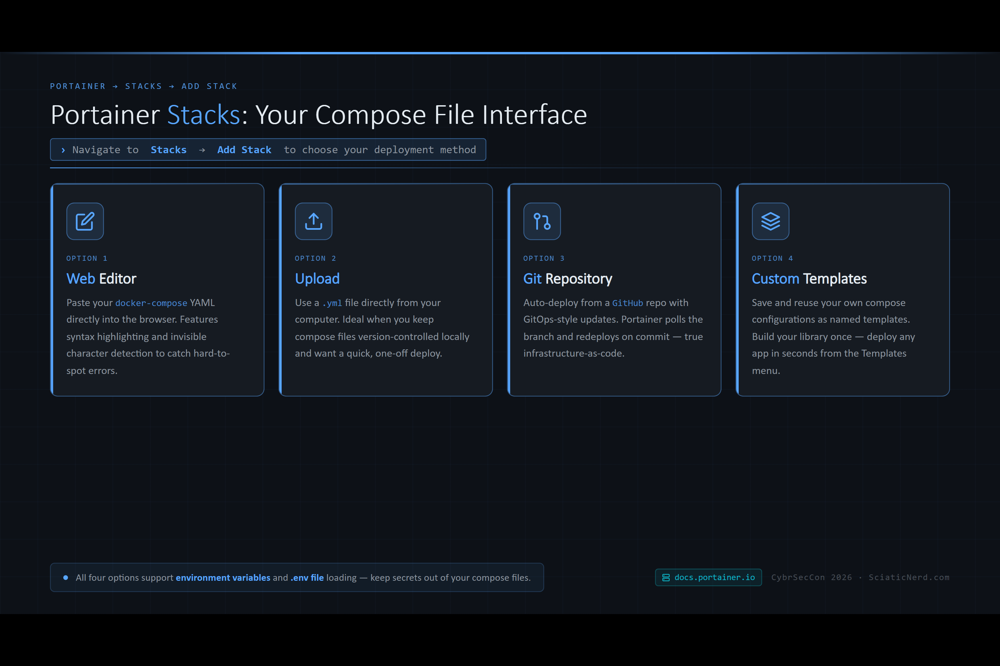 PORTAINER → STACKS → ADD STACK
Portainer Stacks: Your Compose File Interface
› Navigate to Stacks → Add Stack to choose your deployment method
OPTION 1
Web Editor
Paste your docker-compose YAML
directly into the browser. Features
syntax highlighting and invisible
character detection to catch hard-to-
spot errors.
OPTION 2
Upload
Use a .yml file directly from your
computer. Ideal when you keep
compose files version-controlled locally
and want a quick, one-off deploy.
OPTION 3
Git Repository
Auto-deploy from a GitHub repo with
GitOps-style updates. Portainer polls the
branch and redeploys on commit — true
infrastructure-as-code.
OPTION 4
Custom Templates
Save and reuse your own compose
configurations as named templates.
Build your library once — deploy any
app in seconds from the Templates
menu.
All four options support environment variables and .env file loading — keep secrets out of your compose files.
docs.portainer.io
CybrSecCon 2026 · SciaticNerd.com